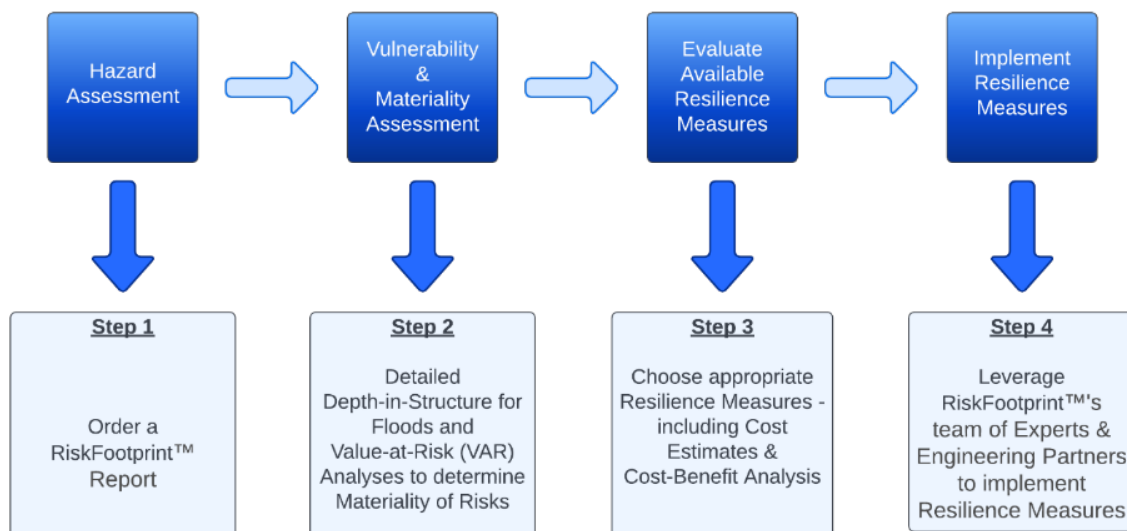 Hazard
Assessment
Vulnerability
&
Materiality
Assessment
Evaluate
Available
Resilience
Measures
Implement
Resilience
Measures
Step 1
Order a
RiskFootprint™
Report
Step 2
Detailed
Depth-in-Structure for
Floods and
Value-at-Risk (VAR)
Analyses to determine
Materiality of Risks
Step 3
Choose appropriate
Resilience Measures -
including Cost
Estimates &
Cost-Benefit Analysis
Step 4
Leverage
RiskFootprint™'s
team of Experts &
Engineering Partners
to implement
Resilience Measures